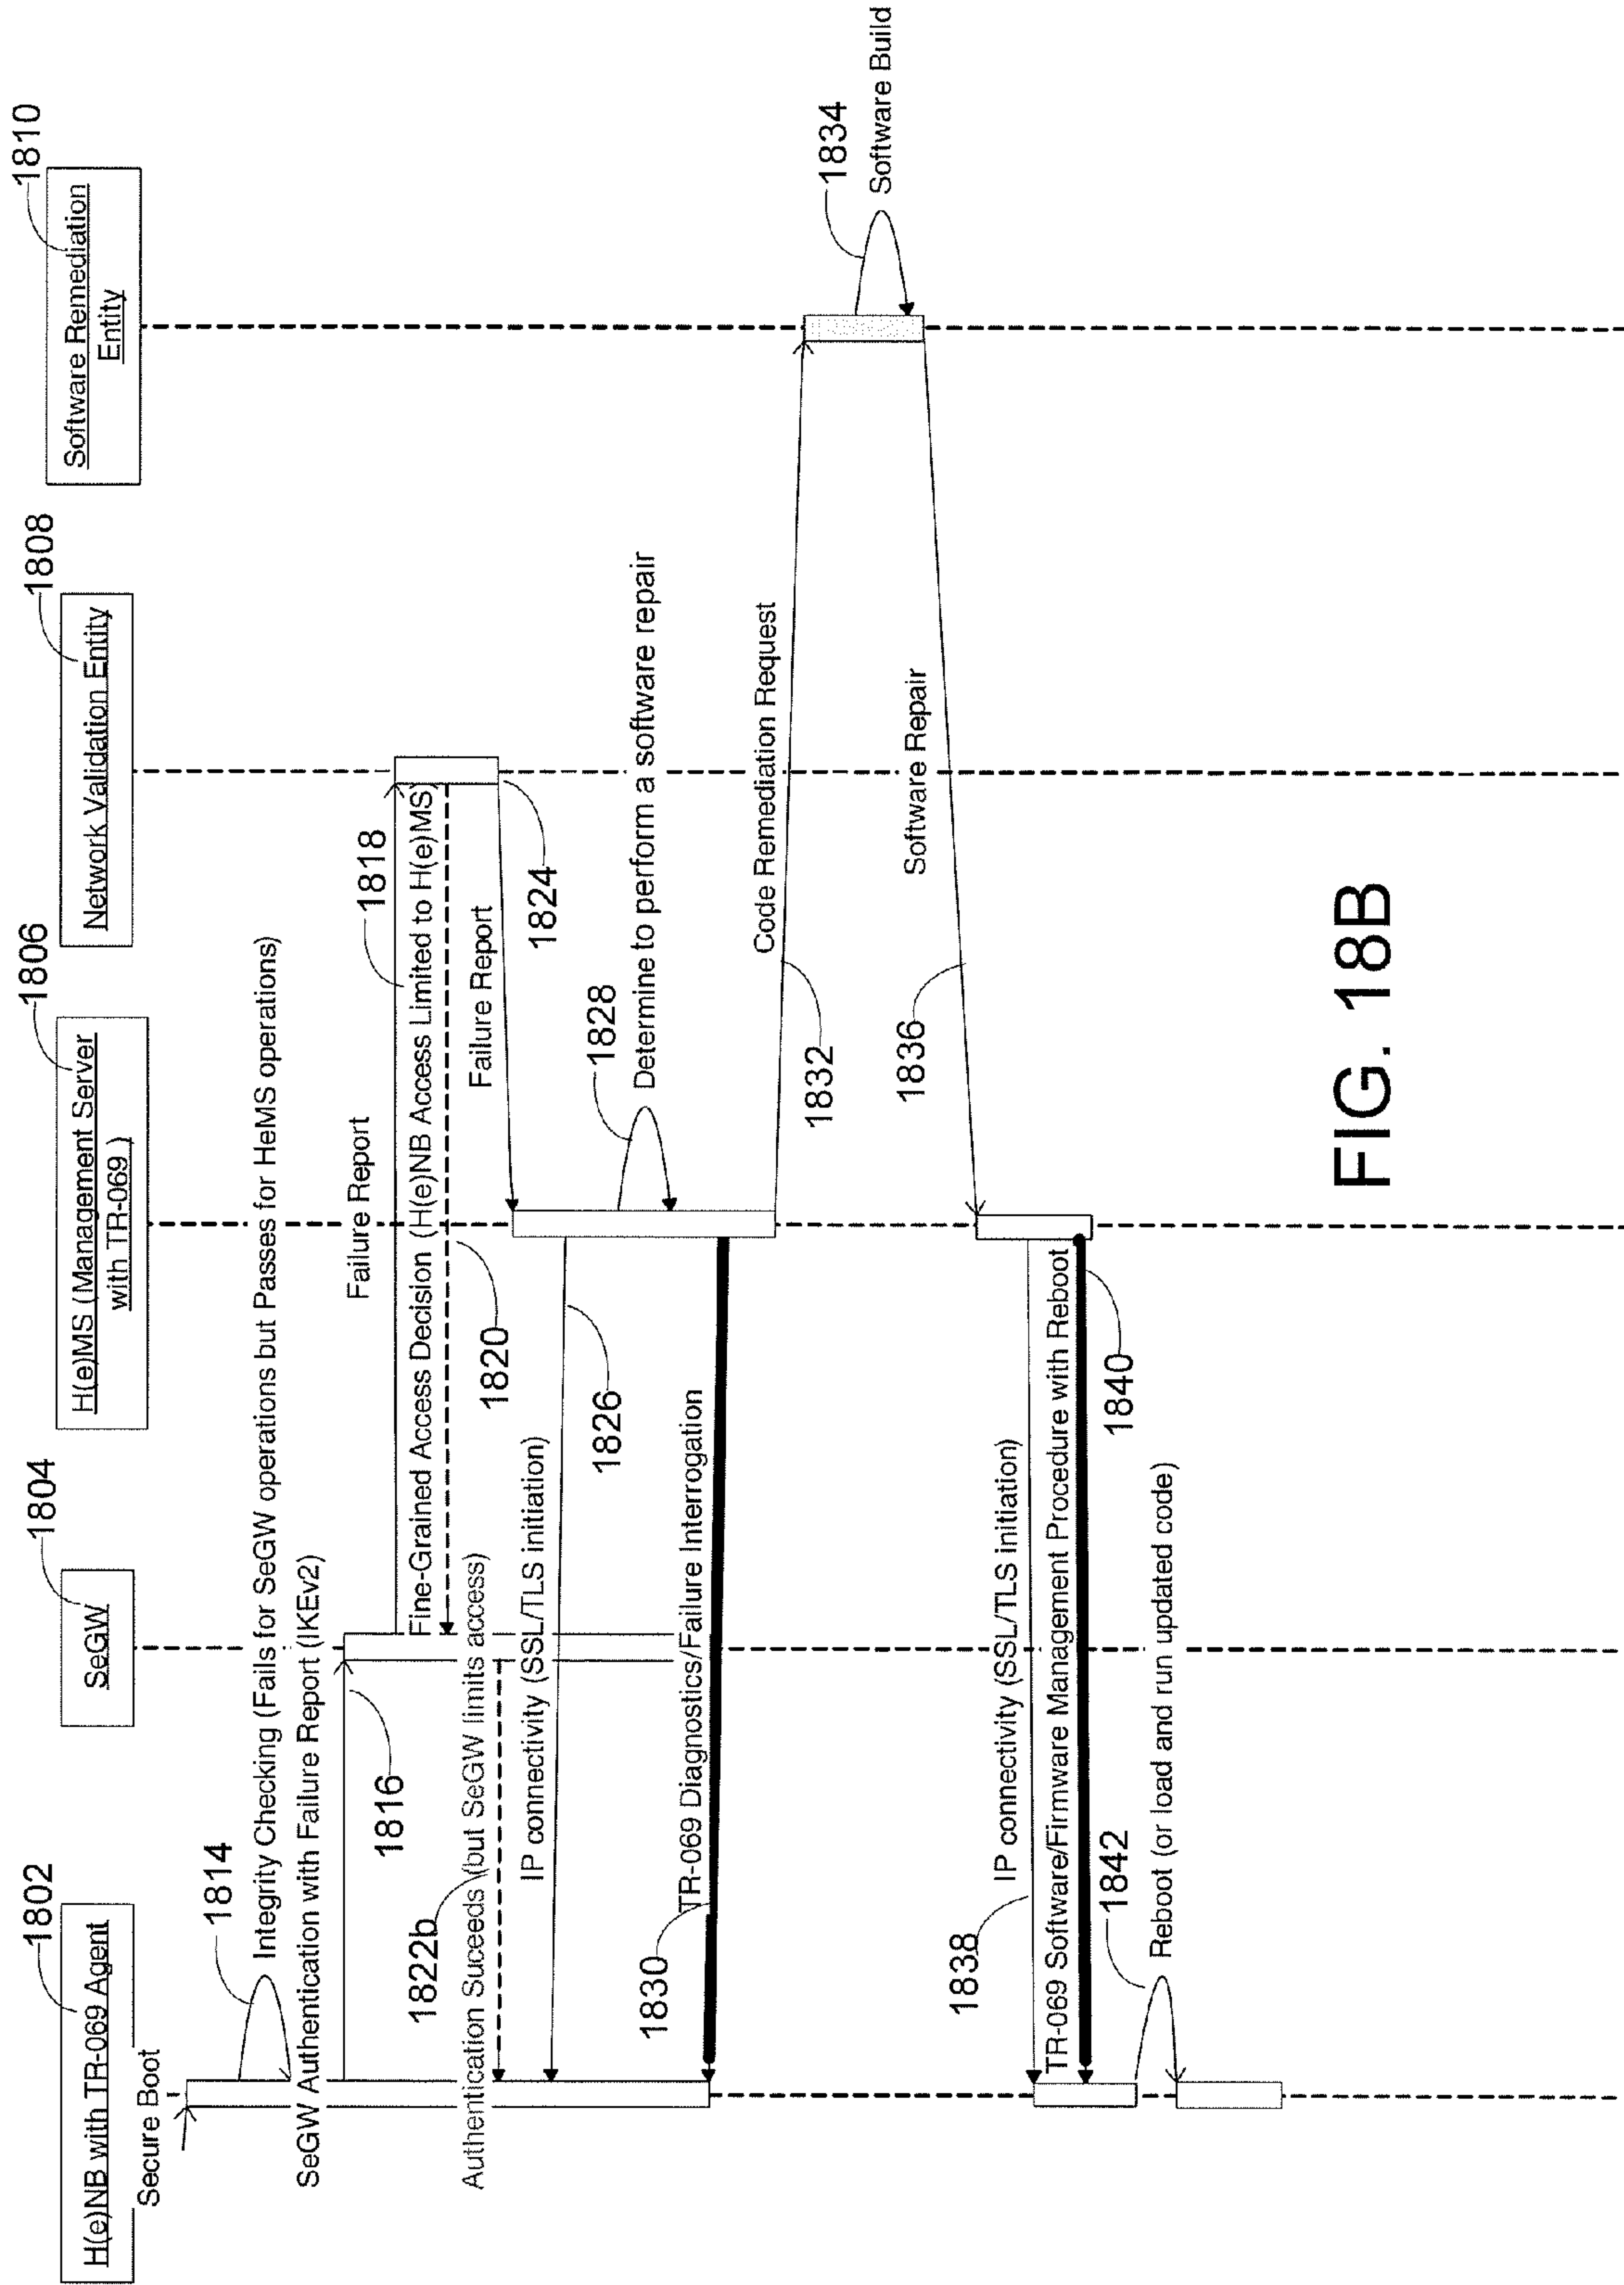 1802
H(e)NB with TR-069 Agent
1804
SeGW
1806
H(e)MS (Management Server
with TR-069 )
1808
Network Validation Entity
1810
Software Remediation
Entity
Secure Boot
1814
Integrity Checking (Fails for SeGW operations but Passes for HeMS operations)
SeGW Authentication with Failure Report (IKEv2)
1816
Failure Report
1818
Fine-Grained Access Decision (H(e)NB Access Limited to H(e)MS)
1820
1822b
Authentication Suceeds (but SeGW limits access)
Failure Report
1824
IP connectivity (SSL/TLS initiation)
1826
1828
Determine to perform a software repair
TR-069 Diagnostics/Failure Interrogation
1830
Code Remediation Request
1832
1834
Software Build
Software Repair
1836
IP connectivity (SSL/TLS initiation)
1838
TR-069 Software/Firmware Management Procedure with Reboot
1840
1842
Reboot (or load and run updated code)
FIG. 18B